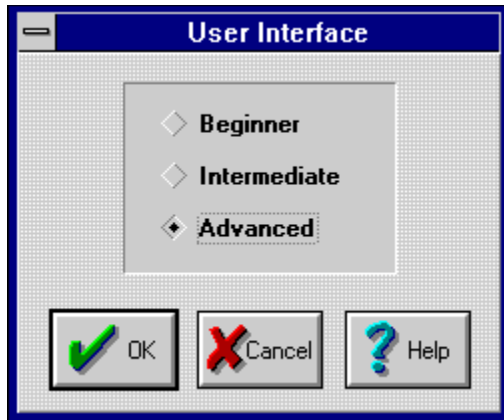 User Interface
Beginner
Intermediate
Advanced
OK
Cancel
Help